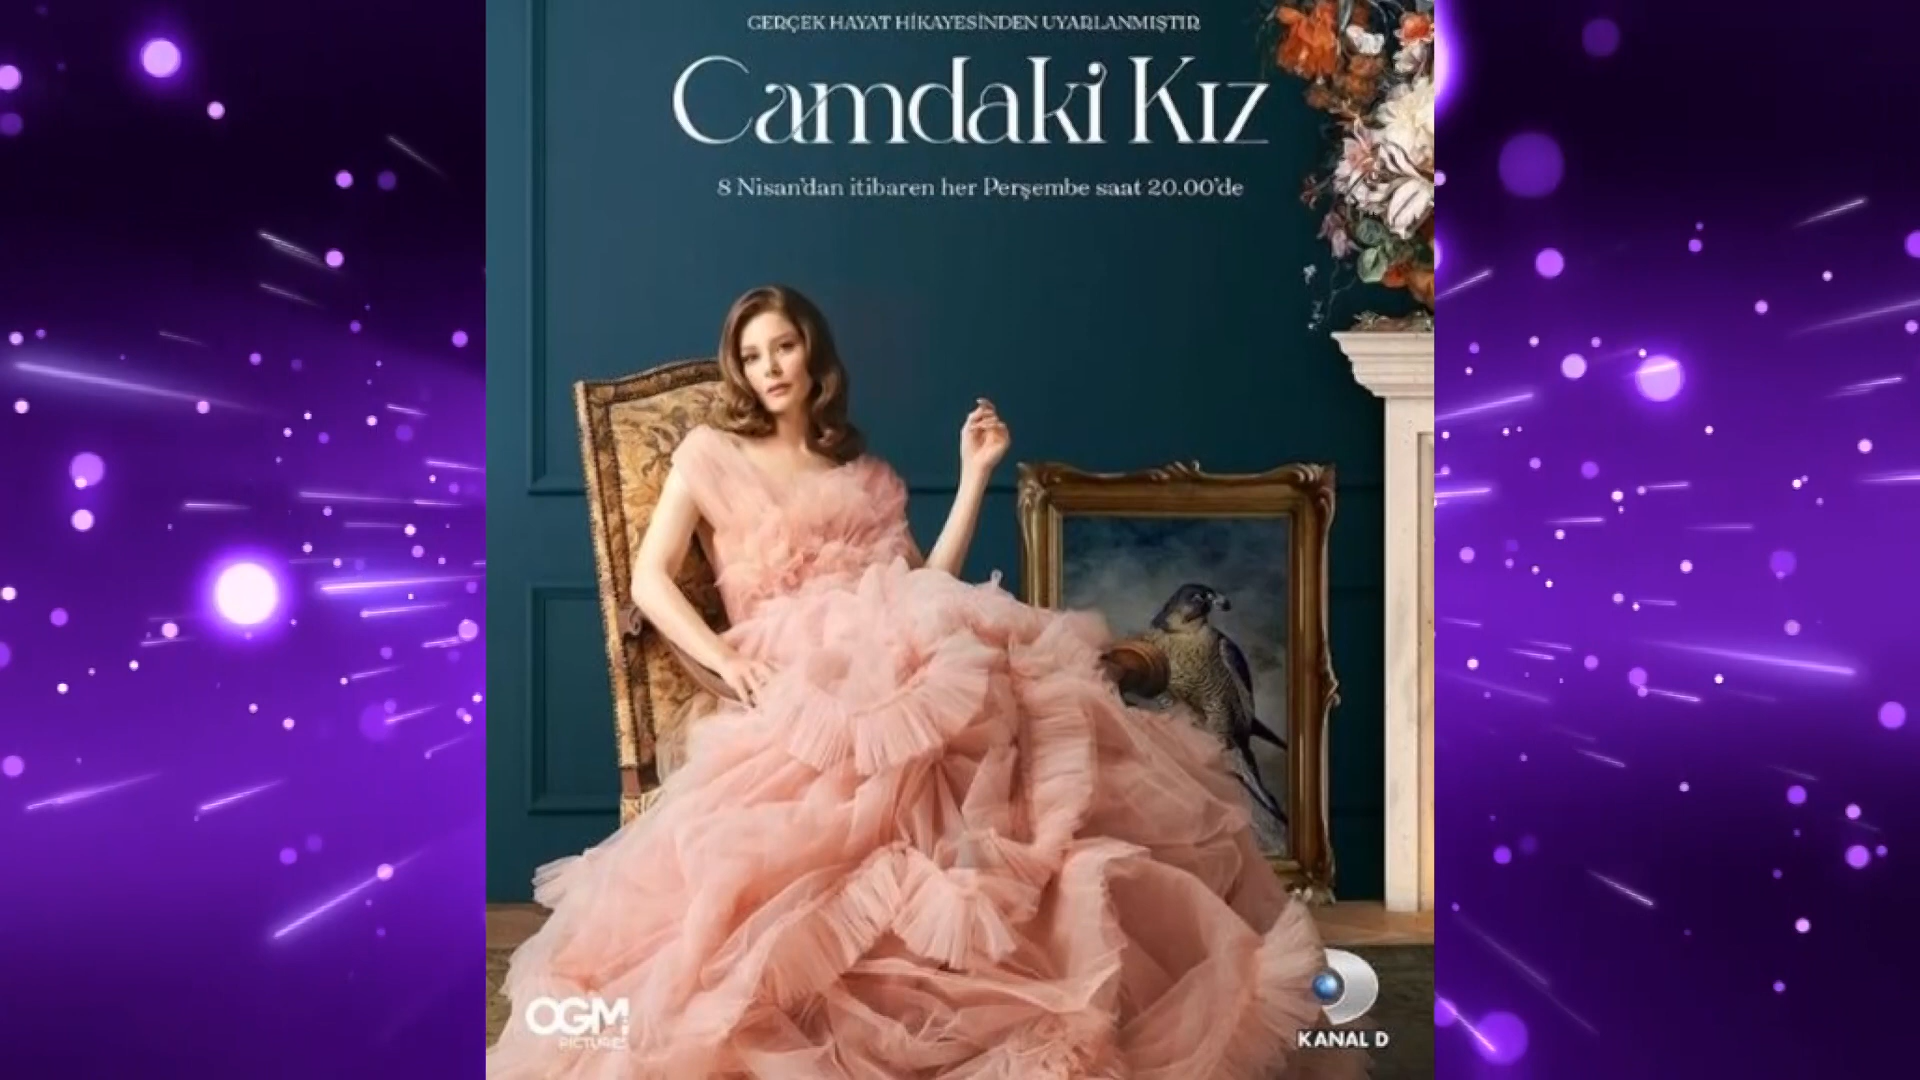 GERÇEK HAYAT HİKAYESİNDEN UYARLANMIŞTIR
Camdaki Kız
8 Nisan'dan itibaren her Perşembe saat 20.00'de
OGM
PICTURES
KANAL D